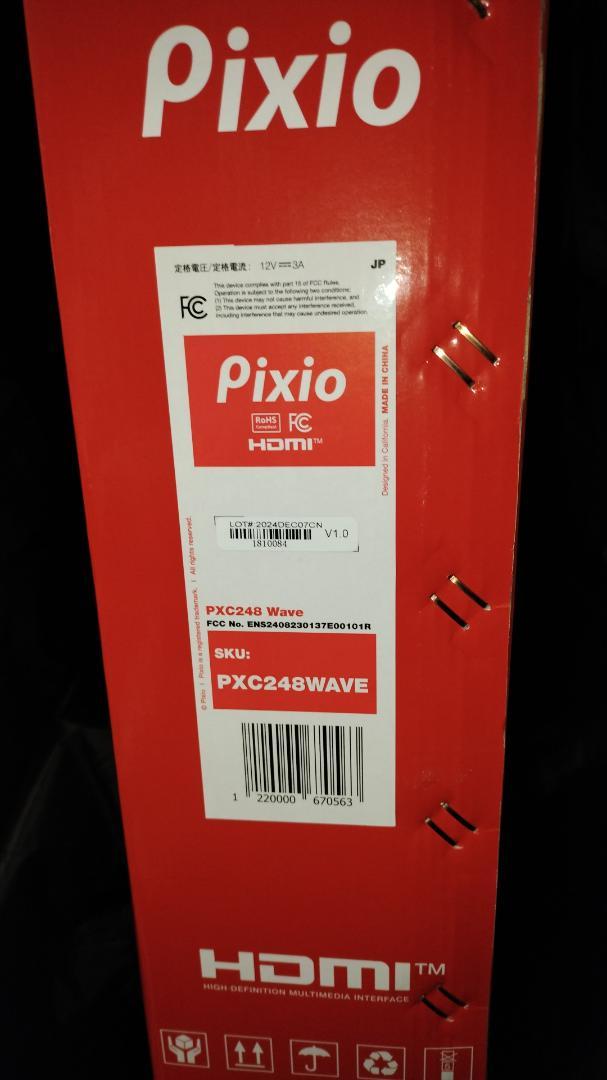 Pixio
定格電圧/定格電流: 12V⎓3A JP
FC
This device complies with part 15 of FCC Rules.
Operation is subject to the following two conditions:
(1) This device may not cause harmful interference, and
(2) This device must accept any interference received,
including interference that may cause undesired operation.
Pixio
RoHS
Compliant
FC
HDMI™
Designed in California. MADE IN CHINA
LOT#:2024DEC07CN
1810084
V1.0
© Pixio | Pixio is a registered trademark. | All rights reserved.
PXC248 Wave
FCC No. ENS2408230137E00101R
SKU:
PXC248WAVE
1 220000 670563
HDMI™
HIGH-DEFINITION MULTIMEDIA INTERFACE